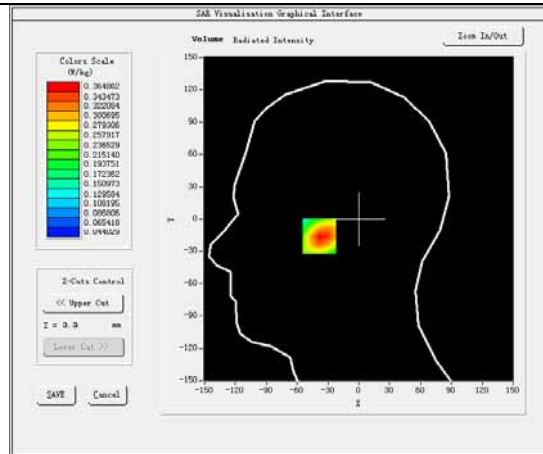 SAR Visualisation Graphical Interface
Volume Radiated Intensity
Zoom In/Out
Colors Scale
(W/kg)
0.364862
0.343473
0.322084
0.300695
0.279306
0.257917
0.236529
0.215140
0.193751
0.172362
0.150973
0.129584
0.108195
0.086806
0.065418
0.044029
Z-Cuts Control
<< Upper Cut
Z = 3.3 mm
Lower Cut >>
SAVE
Cancel
150
120
90
60
30
0
-30
-60
-90
-120
-150
Y
-150 -120 -90 -60 -30 0 30 60 90 120 150
X